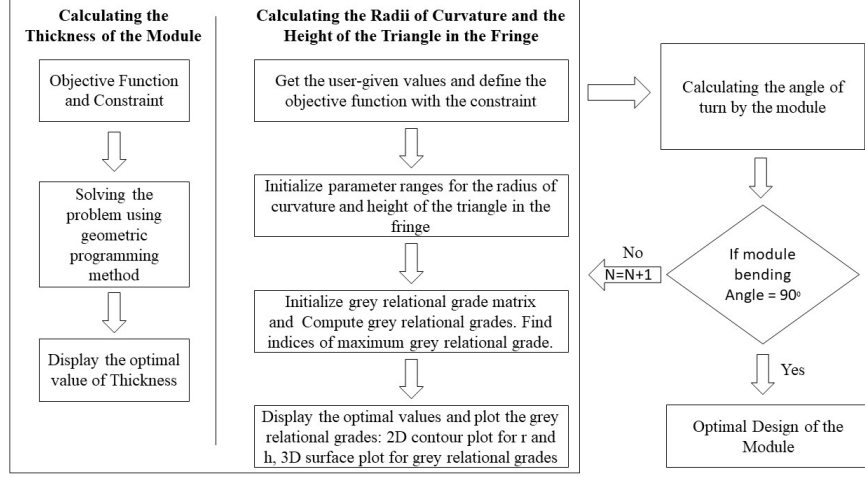 Calculating the
Thickness of the Module
Objective Function
and Constraint
Solving the
problem using
geometric
programming
method
Display the optimal
value of Thickness
Calculating the Radii of Curvature and the
Height of the Triangle in the Fringe
Get the user-given values and define the
objective function with the constraint
Initialize parameter ranges for the radius of
curvature and height of the triangle in the
fringe
Initialize grey relational grade matrix
and Compute grey relational grades. Find
indices of maximum grey relational grade.
Display the optimal values and plot the grey
relational grades: 2D contour plot for r and
h, 3D surface plot for grey relational grades
Calculating the angle of
turn by the module
If module
bending
Angle = 90⁰
No
N=N+1
Yes
Optimal Design of the
Module